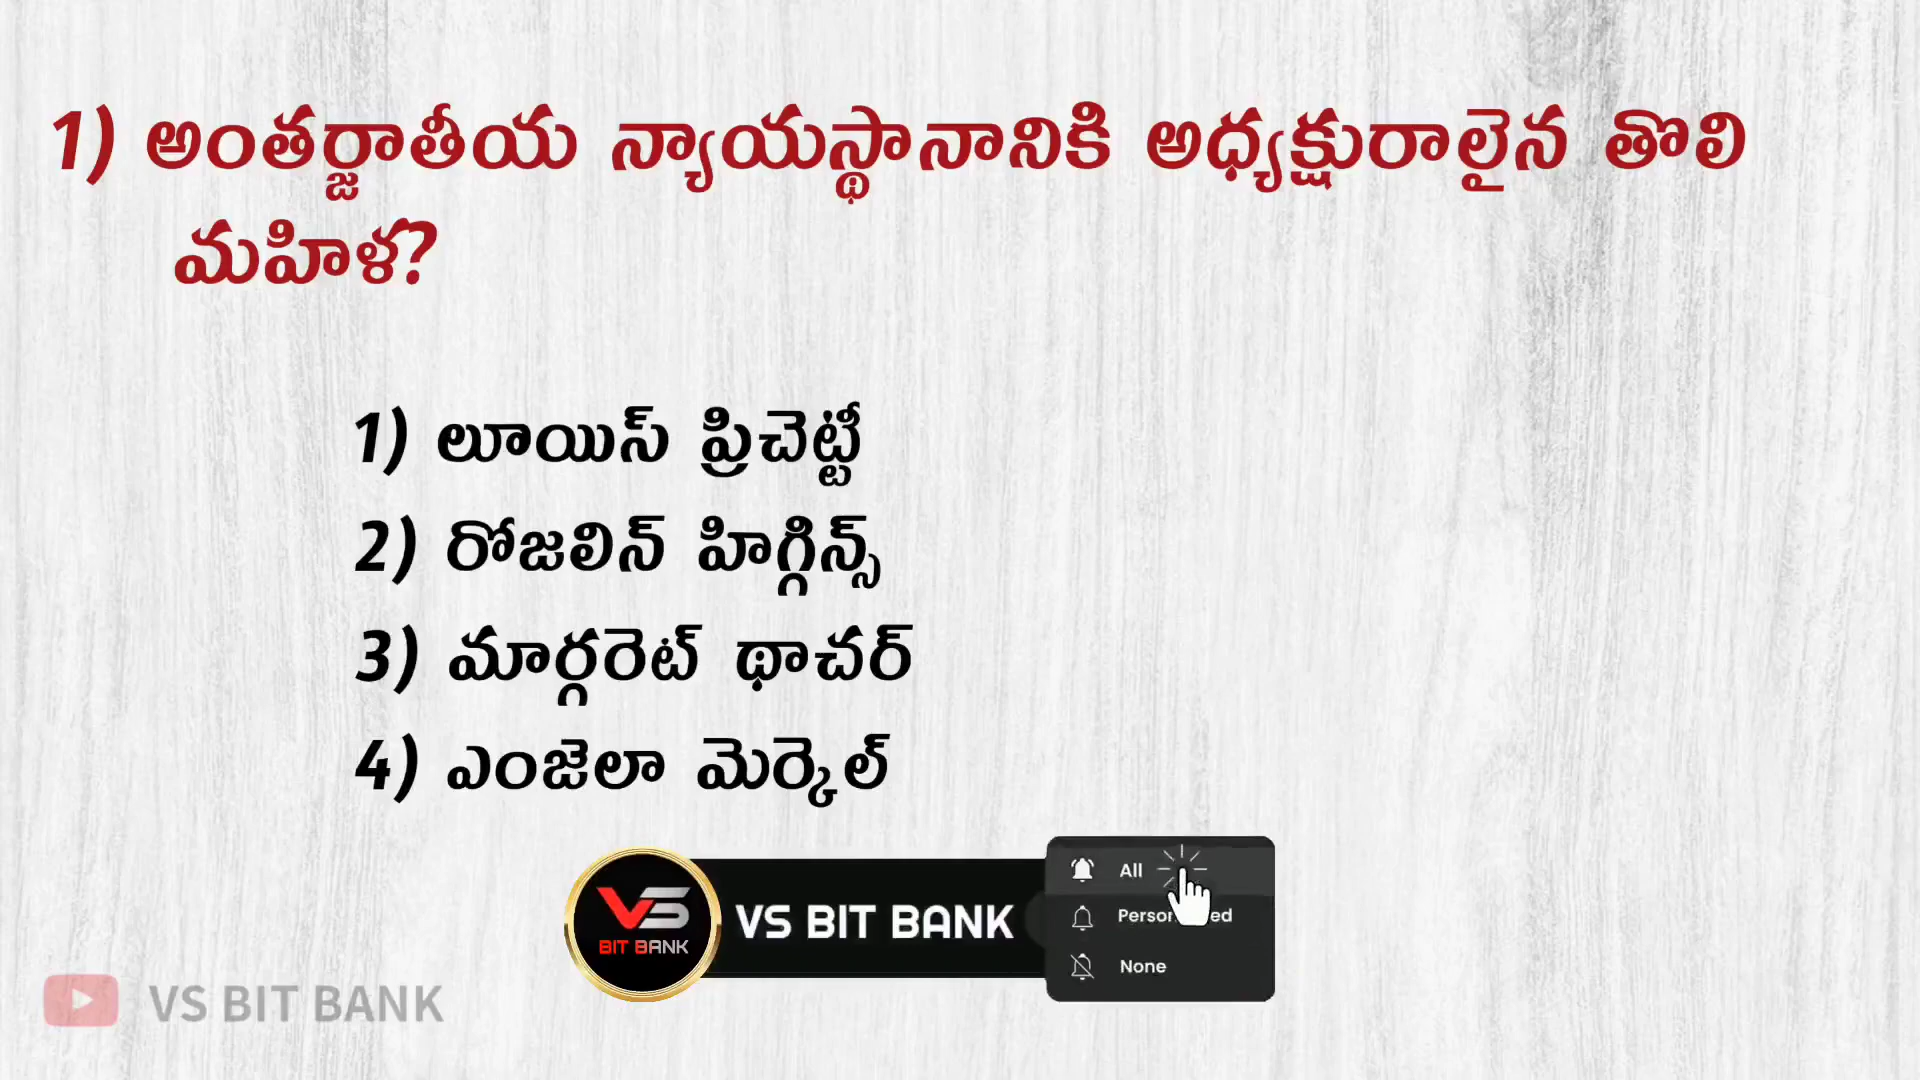 1) అంతర్జాతీయ న్యాయస్థానానికి అధ్యక్షురాలైన తొలి
మహిళ?
1) లూయిస్ ప్రిచెట్టీ
2) రోజలిన్ హిగ్గిన్స్
3) మార్గరెట్ థాచర్
4) ఎంజెలా మెర్కెల్
VS
BIT BANK
VS BIT BANK
All
None
VS BIT BANK